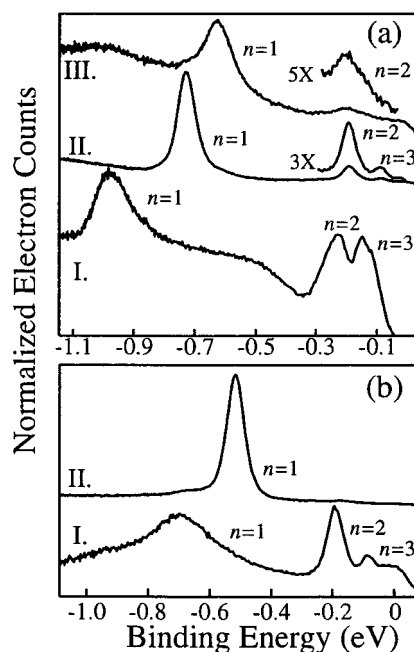 (a)
III.
n=1
5X
n=2
II.
n=1
3X
n=2
n=3
n=1
I.
n=2
n=3
-1.1 -0.9 -0.7 -0.5 -0.3 -0.1
Normalized Electron Counts
(b)
II.
n=1
I.
n=1
n=2
n=3
-1.0 -0.8 -0.6 -0.4 -0.2 0
Binding Energy (eV)